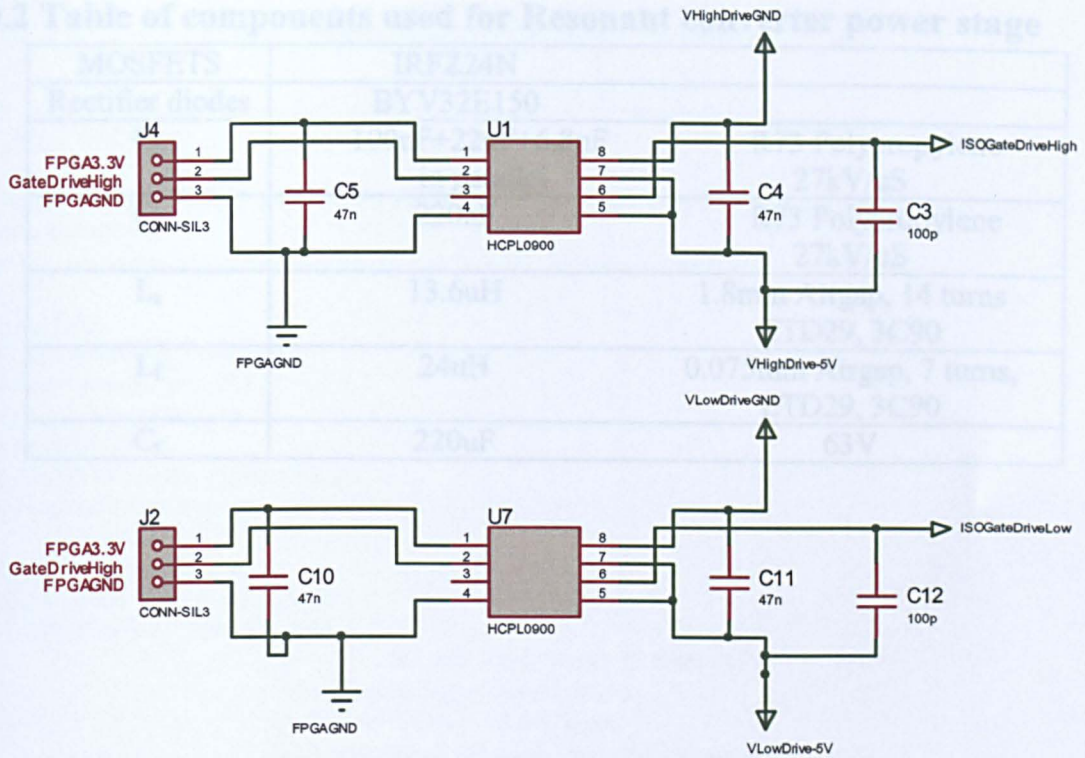 .2 Table of components used for Resonant converter power stage
VHighDriveGND
MOSFETS IRFZ24N
Rectifier diodes BYV32E150
J4
U1
FPGA3.3V 1
GateDriveHigh 2
FPGAGND 3
CONN-SIL3
C5
47n
1
2
3
4
8
7
6
5
HCPL0900
C4
47n
C3
100p
ISOGateDriveHigh
27kV/uS
27kV/uS
FPGAGND
VHighDrive-5V
13.6uH 1.8mm Airgap, 14 turns
ETD29, 3C90
24uH Airgap, 7 turns,
ETD29, 3C90
220uF 63V
VLowDriveGND
J2
U7
FPGA3.3V 1
GateDriveHigh 2
FPGAGND 3
CONN-SIL3
C10
47n
1
2
3
4
8
7
6
5
HCPL0900
C11
47n
C12
100p
ISOGateDriveLow
FPGAGND
VLowDrive-5V